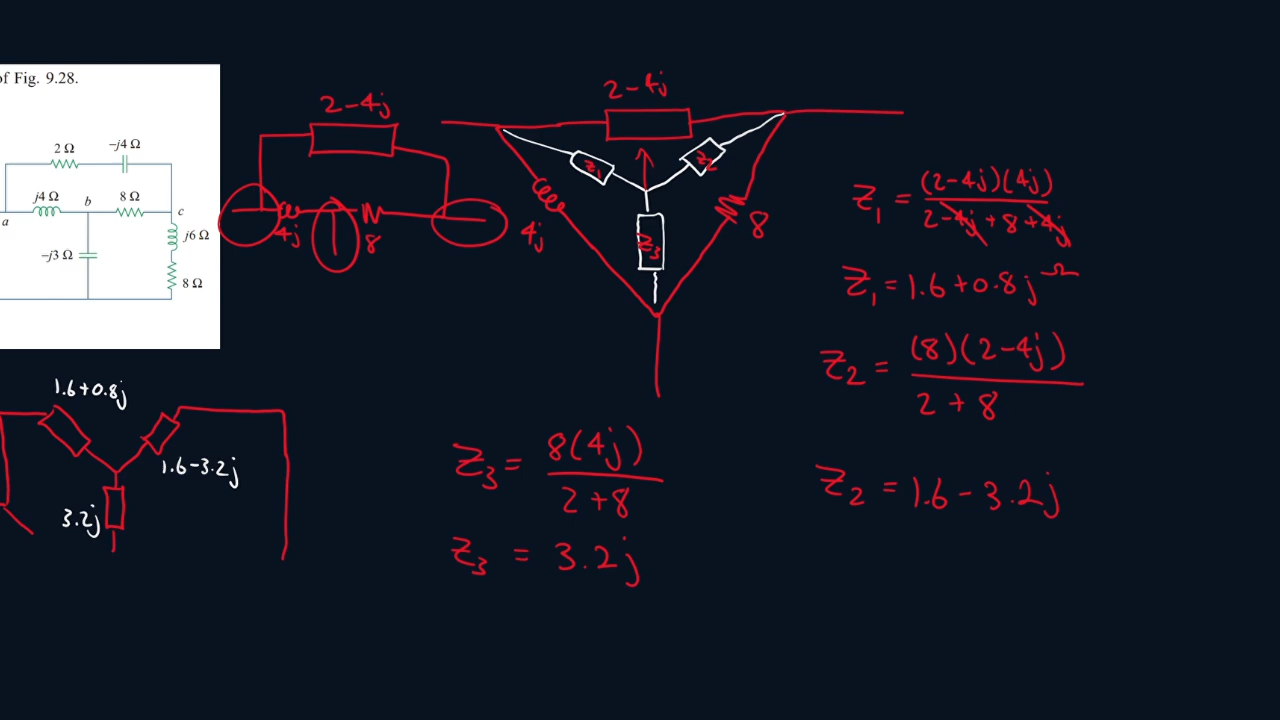 of Fig. 9.28.
2 Ω
-j4 Ω
j4 Ω
b
8 Ω
a
c
j6 Ω
-j3 Ω
8 Ω
2-4j
4j
8
2-4j
Z1
Z2
Z3
4j
8
Z1 = (2-4j)(4j) / 2-4j+8+4j
Z1 = 1.6+0.8j Ω
Z2 = (8)(2-4j) / 2+8
Z2 = 1.6-3.2j
Z3 = 8(4j) / 2+8
Z3 = 3.2j
1.6+0.8j
1.6-3.2j
3.2j